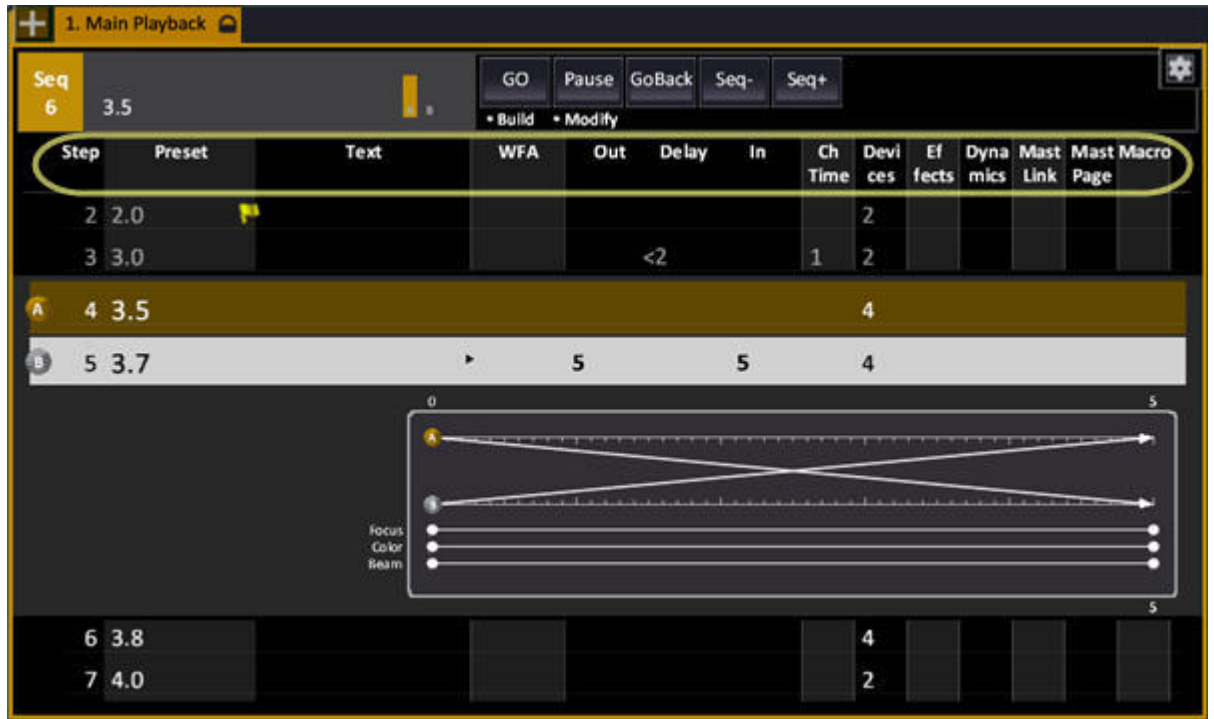 1. Main Playback
Seq
6
3.5
A B
GO Pause GoBack Seq- Seq+
• Build • Modify
Step Preset Text WFA Out Delay In Ch Time Devi ces Ef fects Dyna mics Mast Link Mast Page Macro
2 2.0 2
3 3.0 <2 1 2
A 4 3.5 4
B 5 3.7 5 5 4
0 5
A
B
Focus
Color
Beam
5
6 3.8 4
7 4.0 2